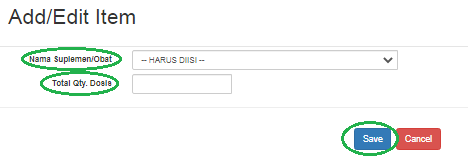 Add/Edit Item
Nama Suplemen/Obat
-- HARUS DIISI --
Total Qty. Dosis
Save
Cancel